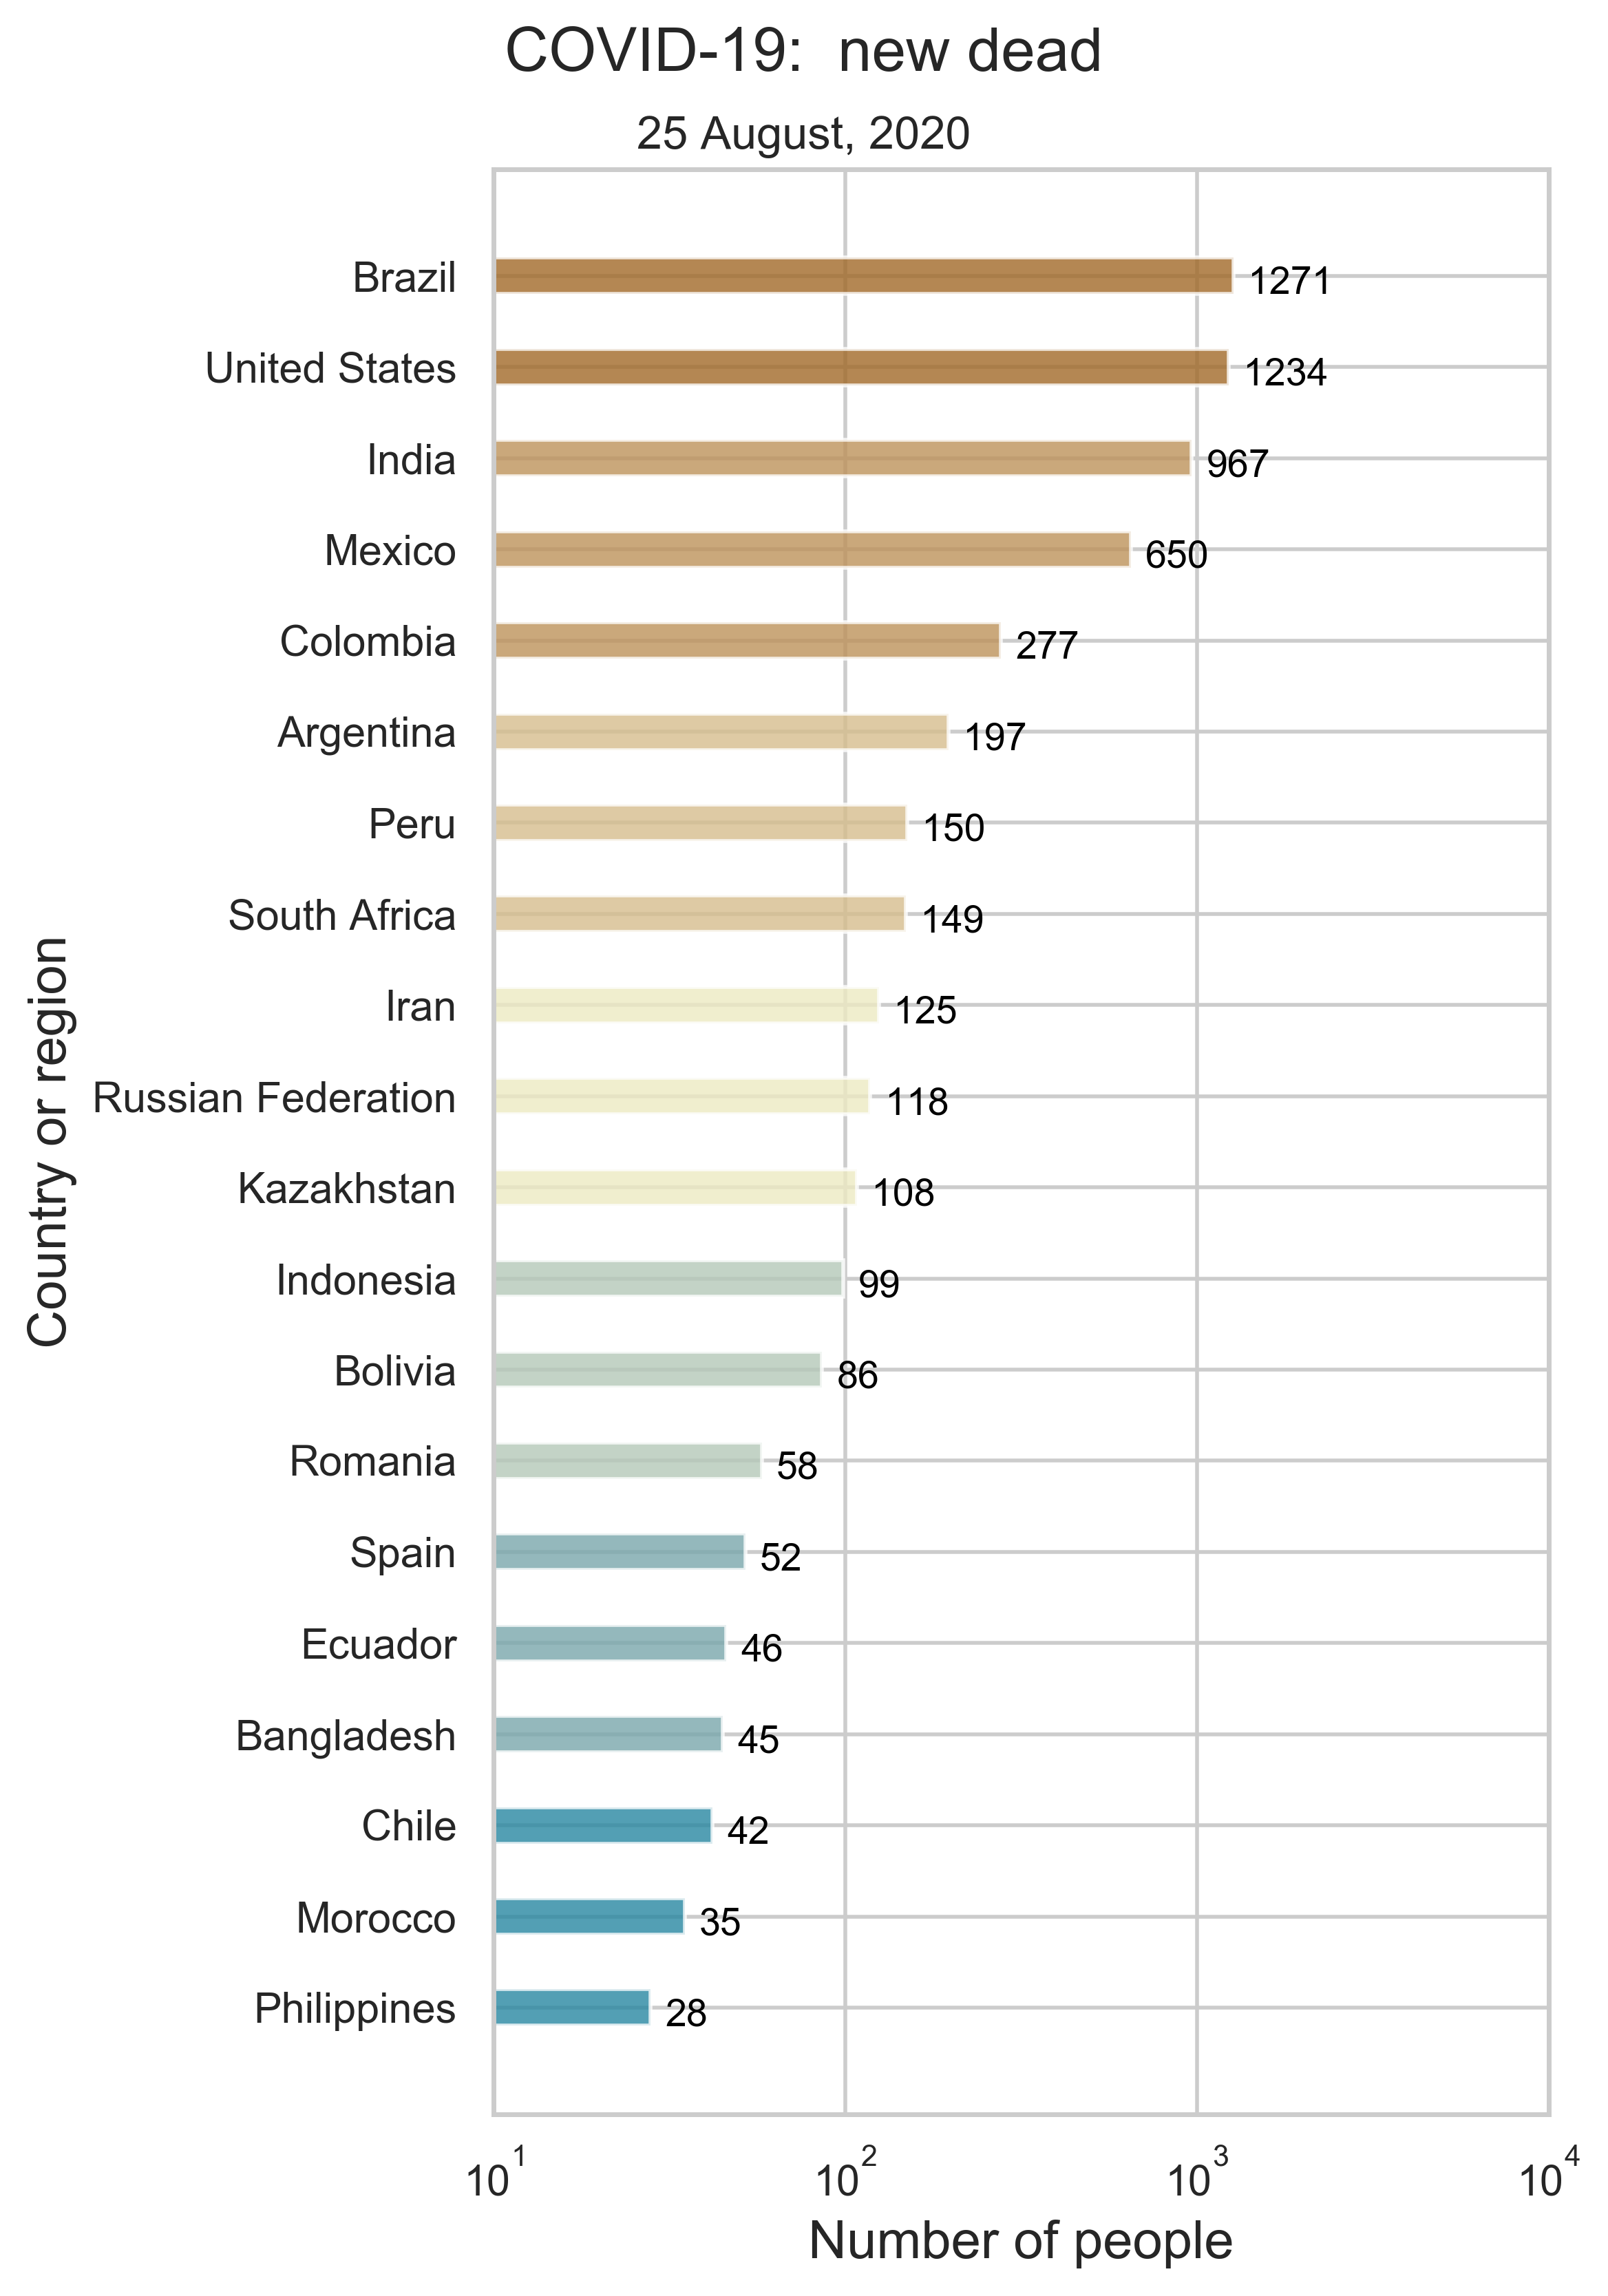 COVID-19:  new dead
25 August, 2020
Brazil 1271
United States 1234
India 967
Mexico 650
Colombia 277
Argentina 197
Peru 150
South Africa 149
Iran 125
Russian Federation 118
Kazakhstan 108
Indonesia 99
Bolivia 86
Romania 58
Spain 52
Ecuador 46
Bangladesh 45
Chile 42
Morocco 35
Philippines 28
Country or region
10¹ 10² 10³ 10⁴
Number of people